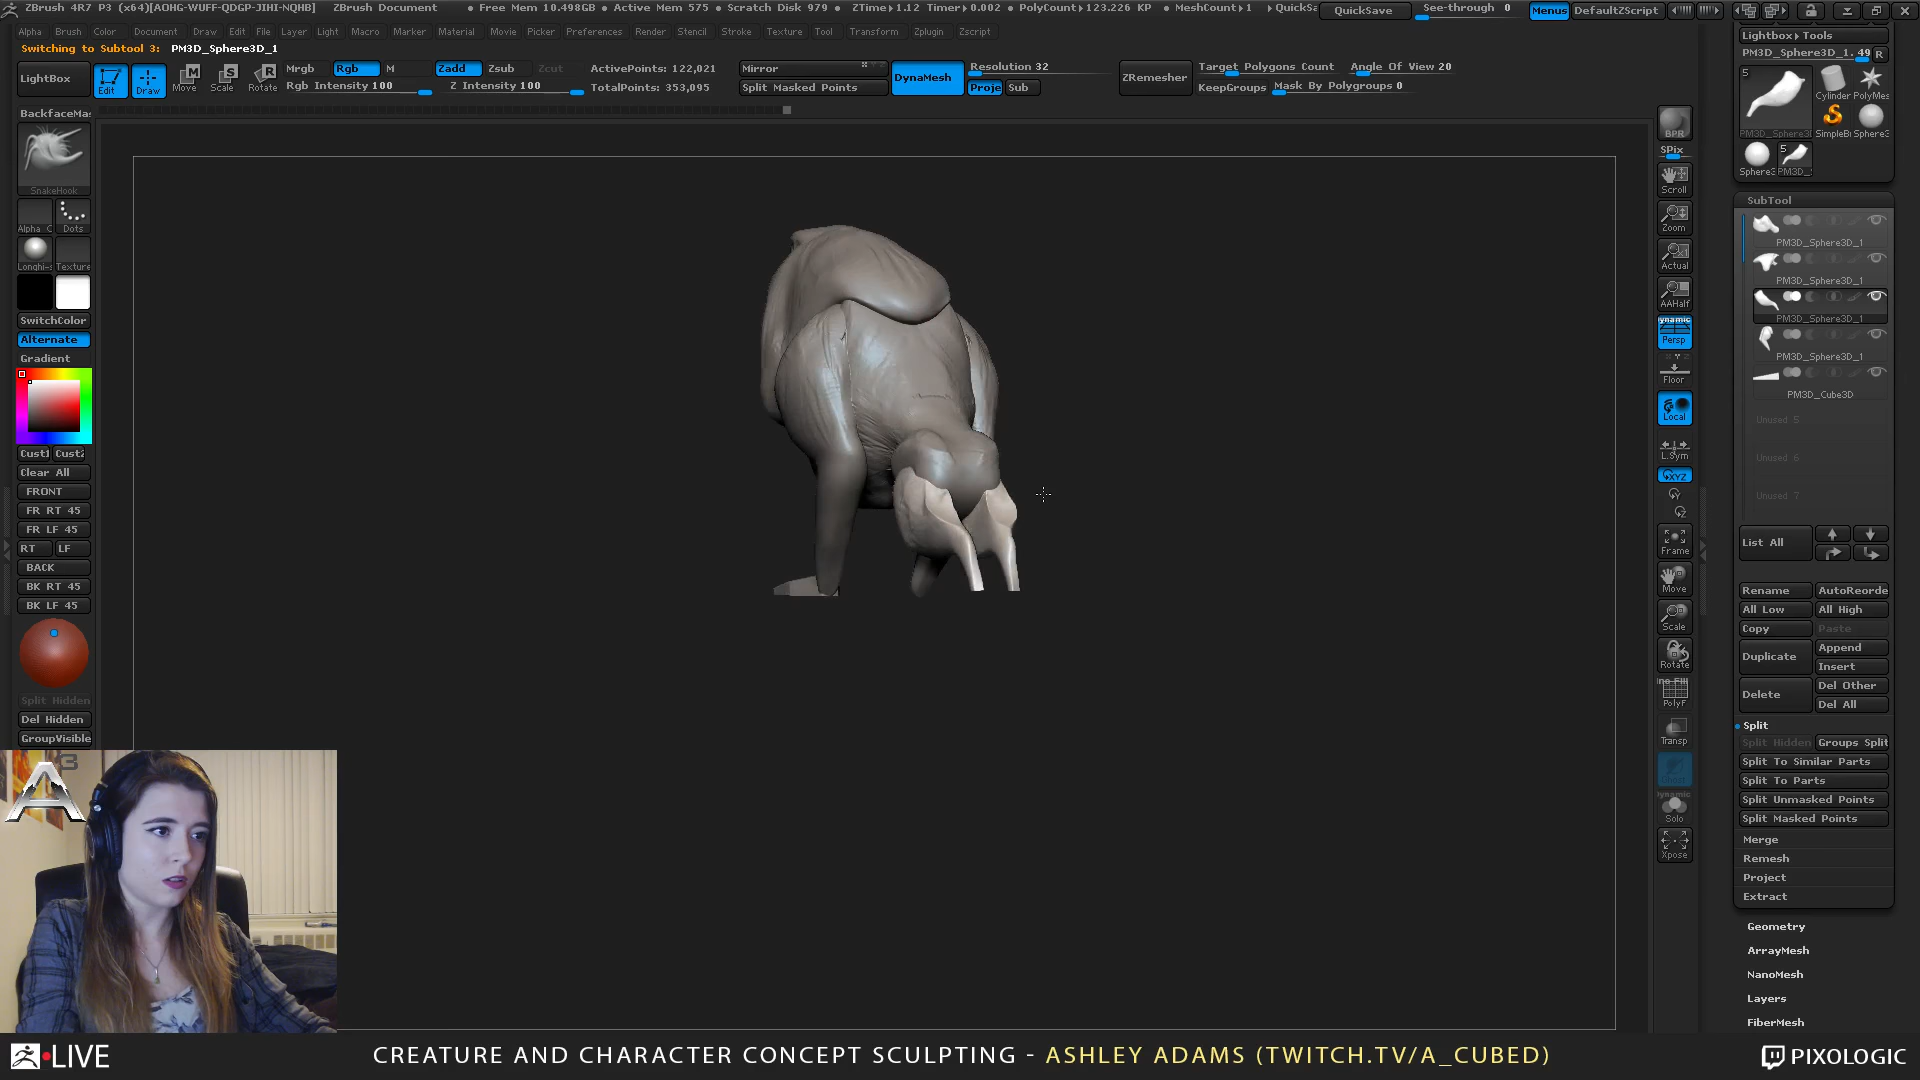 ZBrush 4R7 P3 (x64)[AOHG-WUFF-QDGP-JIHI-NQHB] ZBrush Document • Free Mem 10.498GB • Active Mem 575 • Scratch Disk 979 • ZTime▸1.12 Timer▸0.002 • PolyCount▸123.226 KP • MeshCount▸1 QuickSave See-through 0 Menus DefaultZScript
Alpha Brush Color Document Draw Edit File Layer Light Macro Marker Material Movie Picker Preferences Render Stencil Stroke Texture Tool Transform Zplugin Zscript
Switching to Subtool 3: PM3D_Sphere3D_1
LightBox Edit Draw Move Scale Rotate
Mrgb Rgb M Zadd Zsub Zcut
Rgb Intensity 100 Z Intensity 100
ActivePoints: 122,021
TotalPoints: 353,095
Mirror
Split Masked Points
DynaMesh
Resolution 32
Proje Sub
ZRemesher
Target Polygons Count Angle Of View 20
KeepGroups Mask By Polygroups 0
BackfaceMas
SnakeHook
Alpha Dots
Texture
SwitchColor
Alternate
Gradient
Cust1 Cust2
Clear All
FRONT
FR RT 45
FR LF 45
RT LF
BACK
BK RT 45
BK LF 45
Split Hidden
Del Hidden
GroupVisible
BPR
SPix
Scroll
Zoom
Actual
AAHalf
Persp
Floor
Local
L.Sym
Frame
Move
Scale
Rotate
PolyF
Transp
Ghost
Solo
Xpose
Lightbox▸Tools
PM3D_Sphere3D_1. 49 R
5
Cylinder PolyMes
SimpleBr
5
PM3D_
SubTool
PM3D_Sphere3D_1
PM3D_Sphere3D_1
PM3D_Sphere3D_1
PM3D_Sphere3D_1
PM3D_Cube3D
Unused 5
Unused 6
Unused 7
List All
Rename AutoReorde
All Low All High
Copy Paste
Duplicate Append
Insert
Delete Del Other
Del All
Split
Split Hidden Groups Split
Split To Similar Parts
Split To Parts
Split Unmasked Points
Split Masked Points
Merge
Remesh
Project
Extract
Geometry
ArrayMesh
NanoMesh
Layers
FiberMesh
A3
LIVE
CREATURE AND CHARACTER CONCEPT SCULPTING - ASHLEY ADAMS (TWITCH.TV/A_CUBED)
PIXOLOGIC